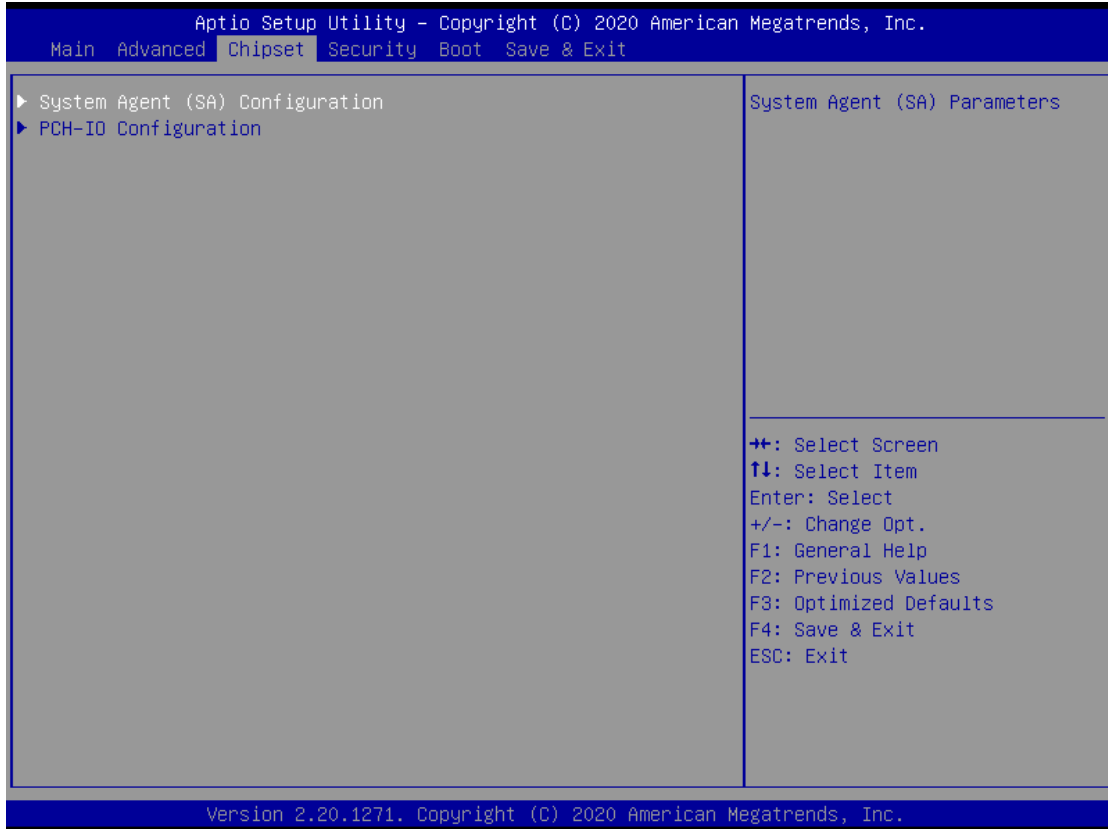 Aptio Setup Utility – Copyright (C) 2020 American Megatrends, Inc.
Main Advanced Chipset Security Boot Save & Exit
▶ System Agent (SA) Configuration
▶ PCH-IO Configuration
System Agent (SA) Parameters
→←: Select Screen
↑↓: Select Item
Enter: Select
+/-: Change Opt.
F1: General Help
F2: Previous Values
F3: Optimized Defaults
F4: Save & Exit
ESC: Exit
Version 2.20.1271. Copyright (C) 2020 American Megatrends, Inc.